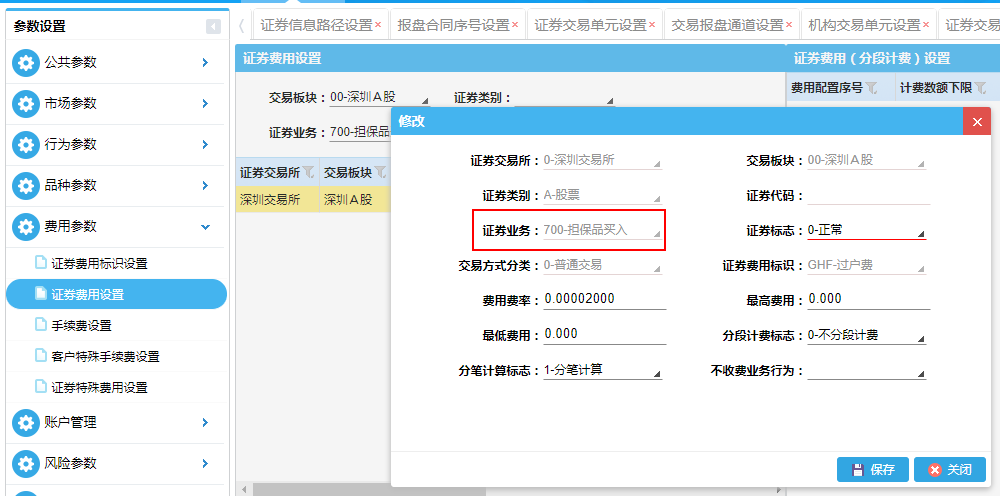 参数设置
证券信息路径设置×
报盘合同序号设置×
证券交易单元设置×
交易报盘通道设置×
机构交易单元设置×
证券交易
公共参数
市场参数
行为参数
品种参数
费用参数
证券费用标识设置
证券费用设置
手续费设置
客户特殊手续费设置
证券特殊费用设置
账户管理
风险参数
证券费用设置
交易板块：00-深圳Ａ股
证券类别：
证券业务：700-担保品
证券交易所 交易板块
深圳交易所 深圳Ａ股
证券费用（分段计费）设置
费用配置序号 计费数额下限
修改
证券交易所：0-深圳交易所 交易板块：00-深圳Ａ股
证券类别：A-股票 证券代码：
证券业务：700-担保品买入 证券标志：0-正常
交易方式分类：0-普通交易 证券费用标识：GHF-过户费
费用费率：0.00002000 最高费用：0.000
最低费用：0.000 分段计费标志：0-不分段计费
分笔计算标志：1-分笔计算 不收费业务行为：
保存 关闭